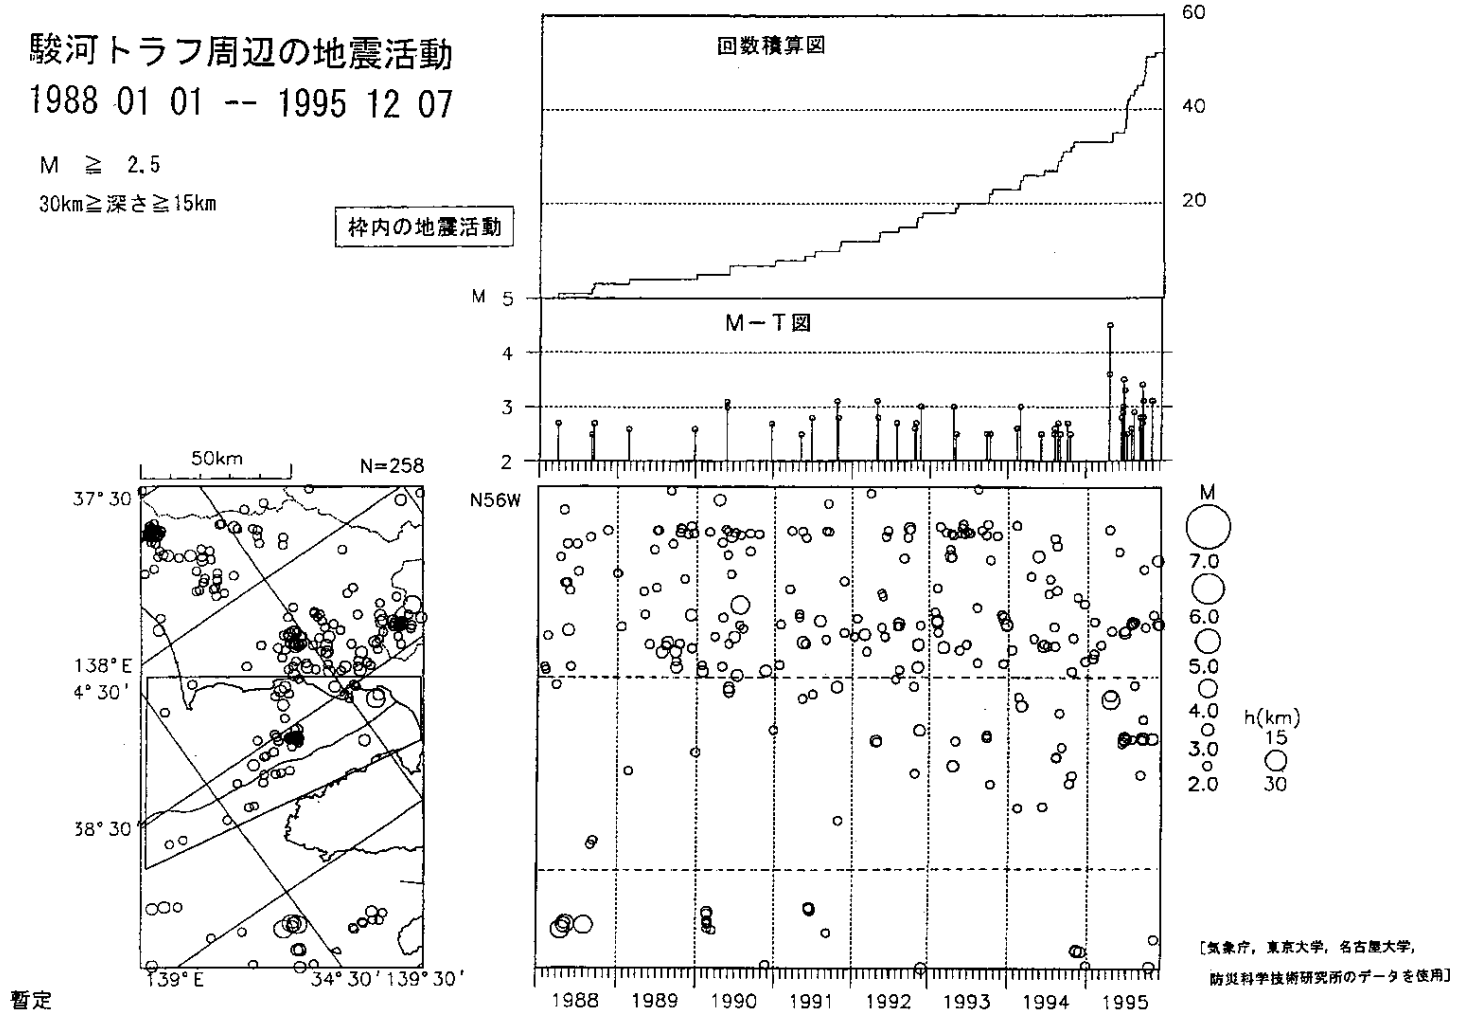 駿河トラフ周辺の地震活動
1988 01 01 -- 1995 12 07
M ≧ 2.5
30km≧深さ≧15km
枠内の地震活動
回数積算図
60
40
20
M 5
M－T図
4
3
2
50km
N=258
37° 30'
138° E
4° 30'
38° 30'
139° E
34° 30'
139° 30'
N56W
1988 1989 1990 1991 1992 1993 1994 1995
M
7.0
6.0
5.0
4.0
3.0
2.0
h(km)
15
30
[気象庁，東京大学，名古屋大学，
防災科学技術研究所のデータを使用]
暫定